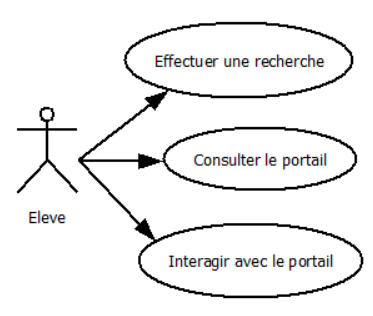 Effectuer une recherche
Consulter le portail
Eleve
Interagir avec le portail